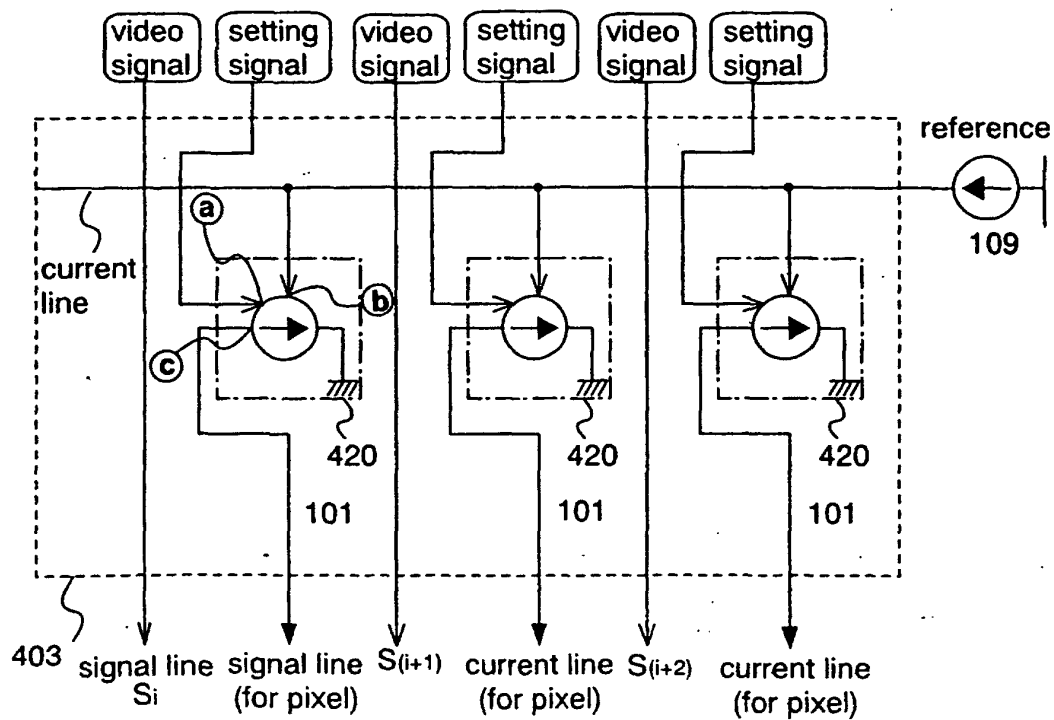 video signal
setting signal
video signal
setting signal
video signal
setting signal
reference
109
a
current line
b
c
420
420
420
101
101
101
403
signal line Si
signal line (for pixel)
S(i+1)
current line (for pixel)
S(i+2)
current line (for pixel)